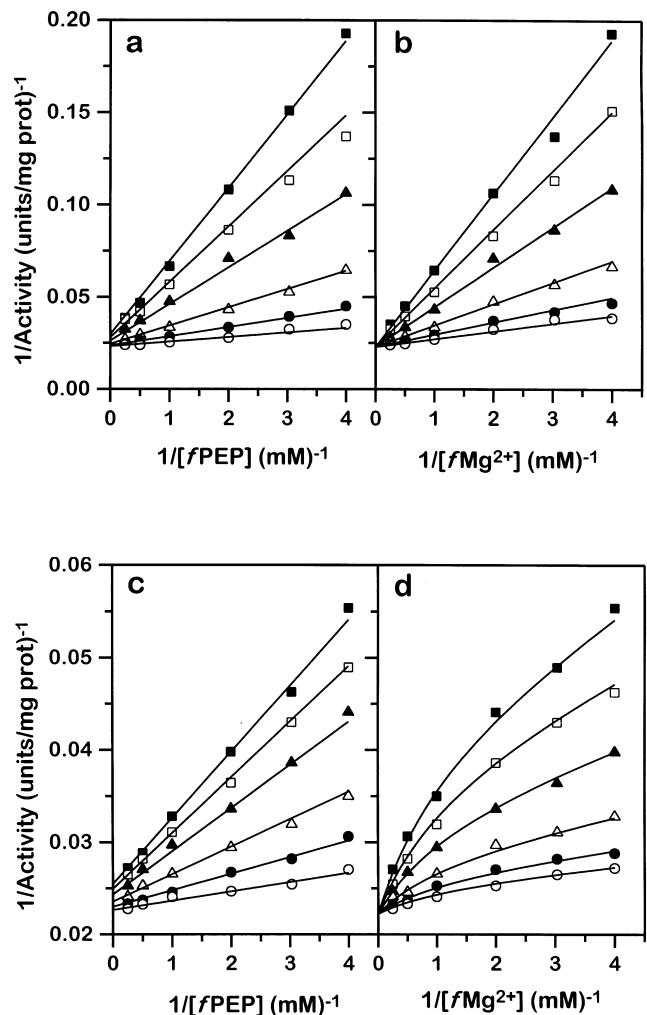 a
b
1/Activity (units/mg prot)-1
0.20
0.15
0.10
0.05
0.00
0 1 2 3 4
0 1 2 3 4
1/[fPEP] (mM)-1
1/[fMg2+] (mM)-1
c
d
1/Activity (units/mg prot)-1
0.06
0.05
0.04
0.03
0.02
0 1 2 3 4
0 1 2 3 4
1/[fPEP] (mM)-1
1/[fMg2+] (mM)-1